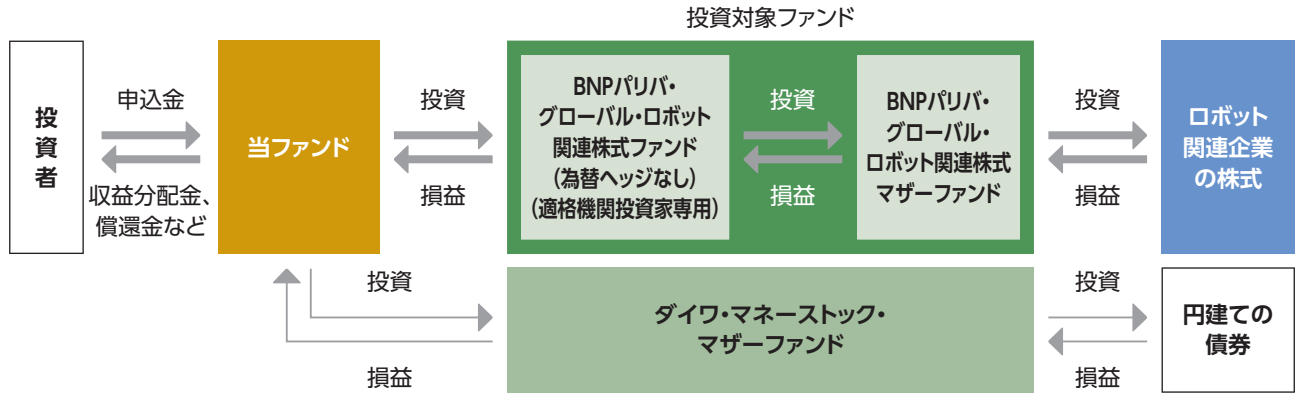 投資対象ファンド
投
資
者
申込金
収益分配金、
償還金など
当ファンド
投資
損益
BNPパリバ・
グローバル・ロボット
関連株式ファンド
（為替ヘッジなし）
（適格機関投資家専用）
投資
損益
BNPパリバ・
グローバル・
ロボット関連株式
マザーファンド
投資
損益
ロボット
関連企業
の株式
投資
損益
ダイワ・マネーストック・
マザーファンド
投資
損益
円建ての
債券